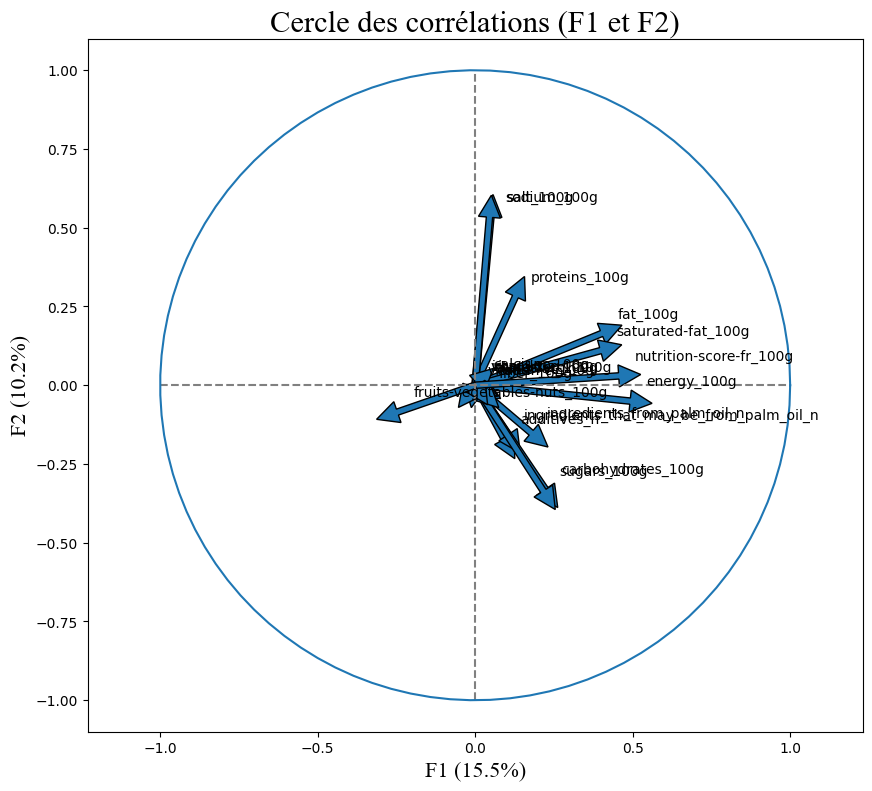 Cercle des corrélations (F1 et F2)
1.00
0.75
0.50
0.25
0.00
−0.25
−0.50
−0.75
−1.00
F2 (10.2%)
sodium_100g
proteins_100g
fat_100g
saturated-fat_100g
nutrition-score-fr_100g
energy_100g
fruits-vegetables-nuts_100g
ingredients_from_palm_oil_n
ingredients_that_may_be_from_palm_oil_n
additives_n
carbohydrates_100g
sugars_100g
−1.0
−0.5
0.0
0.5
1.0
F1 (15.5%)